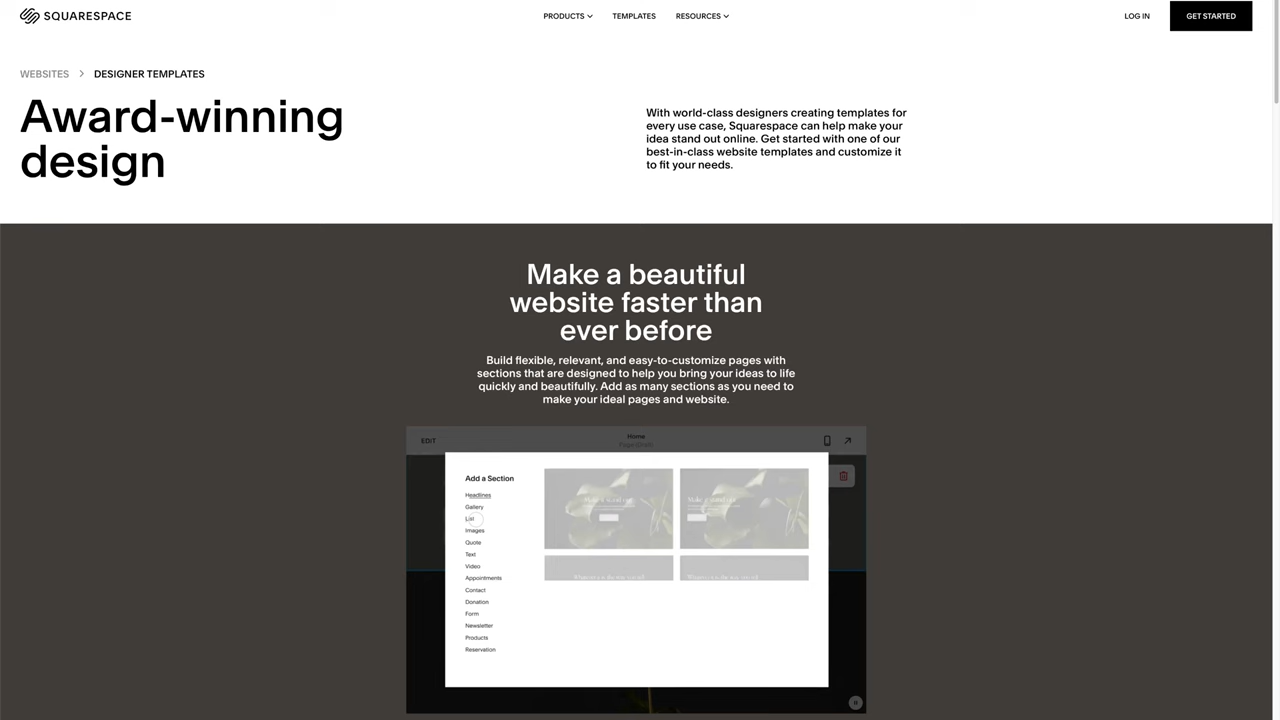 SQUARESPACE
PRODUCTS
TEMPLATES
RESOURCES
LOG IN
GET STARTED
WEBSITES > DESIGNER TEMPLATES
Award-winning
design
With world-class designers creating templates for
every use case, Squarespace can help make your
idea stand out online. Get started with one of our
best-in-class website templates and customize it
to fit your needs.
Make a beautiful
website faster than
ever before
Build flexible, relevant, and easy-to-customize pages with
sections that are designed to help you bring your ideas to life
quickly and beautifully. Add as many sections as you need to
make your ideal pages and website.
EDIT
Home
Add a Section
Headlines
Gallery
List
Images
Quote
Text
Video
Appointments
Contact
Donation
Form
Newsletter
Products
Reservation